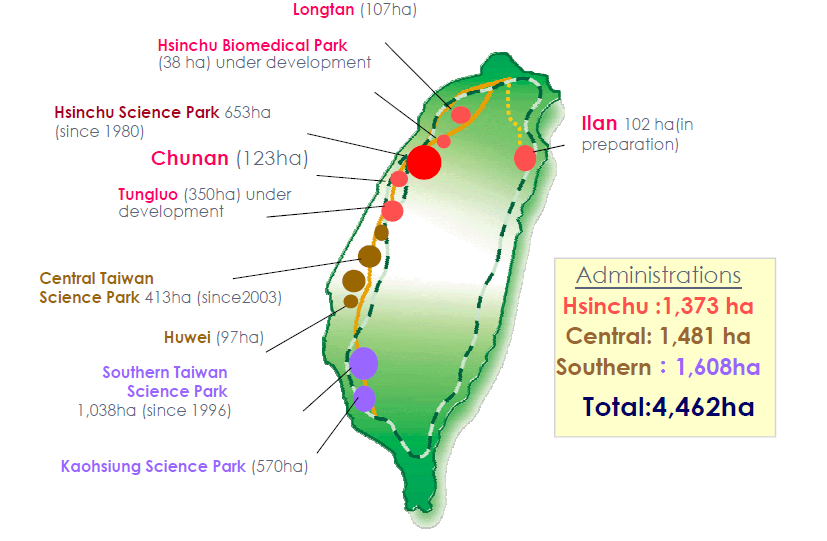 Longtan (107ha)
Hsinchu Biomedical Park
(38 ha) under development
Hsinchu Science Park 653ha
(since 1980)
Chunan (123ha)
Tungluo (350ha) under
development
Central Taiwan
Science Park 413ha (since2003)
Huwei (97ha)
Southern Taiwan
Science Park
1,038ha (since 1996)
Kaohsiung Science Park (570ha)
Ilan 102 ha(in
preparation)
Administrations
Hsinchu :1,373 ha
Central: 1,481 ha
Southern：1,608ha
Total:4,462ha